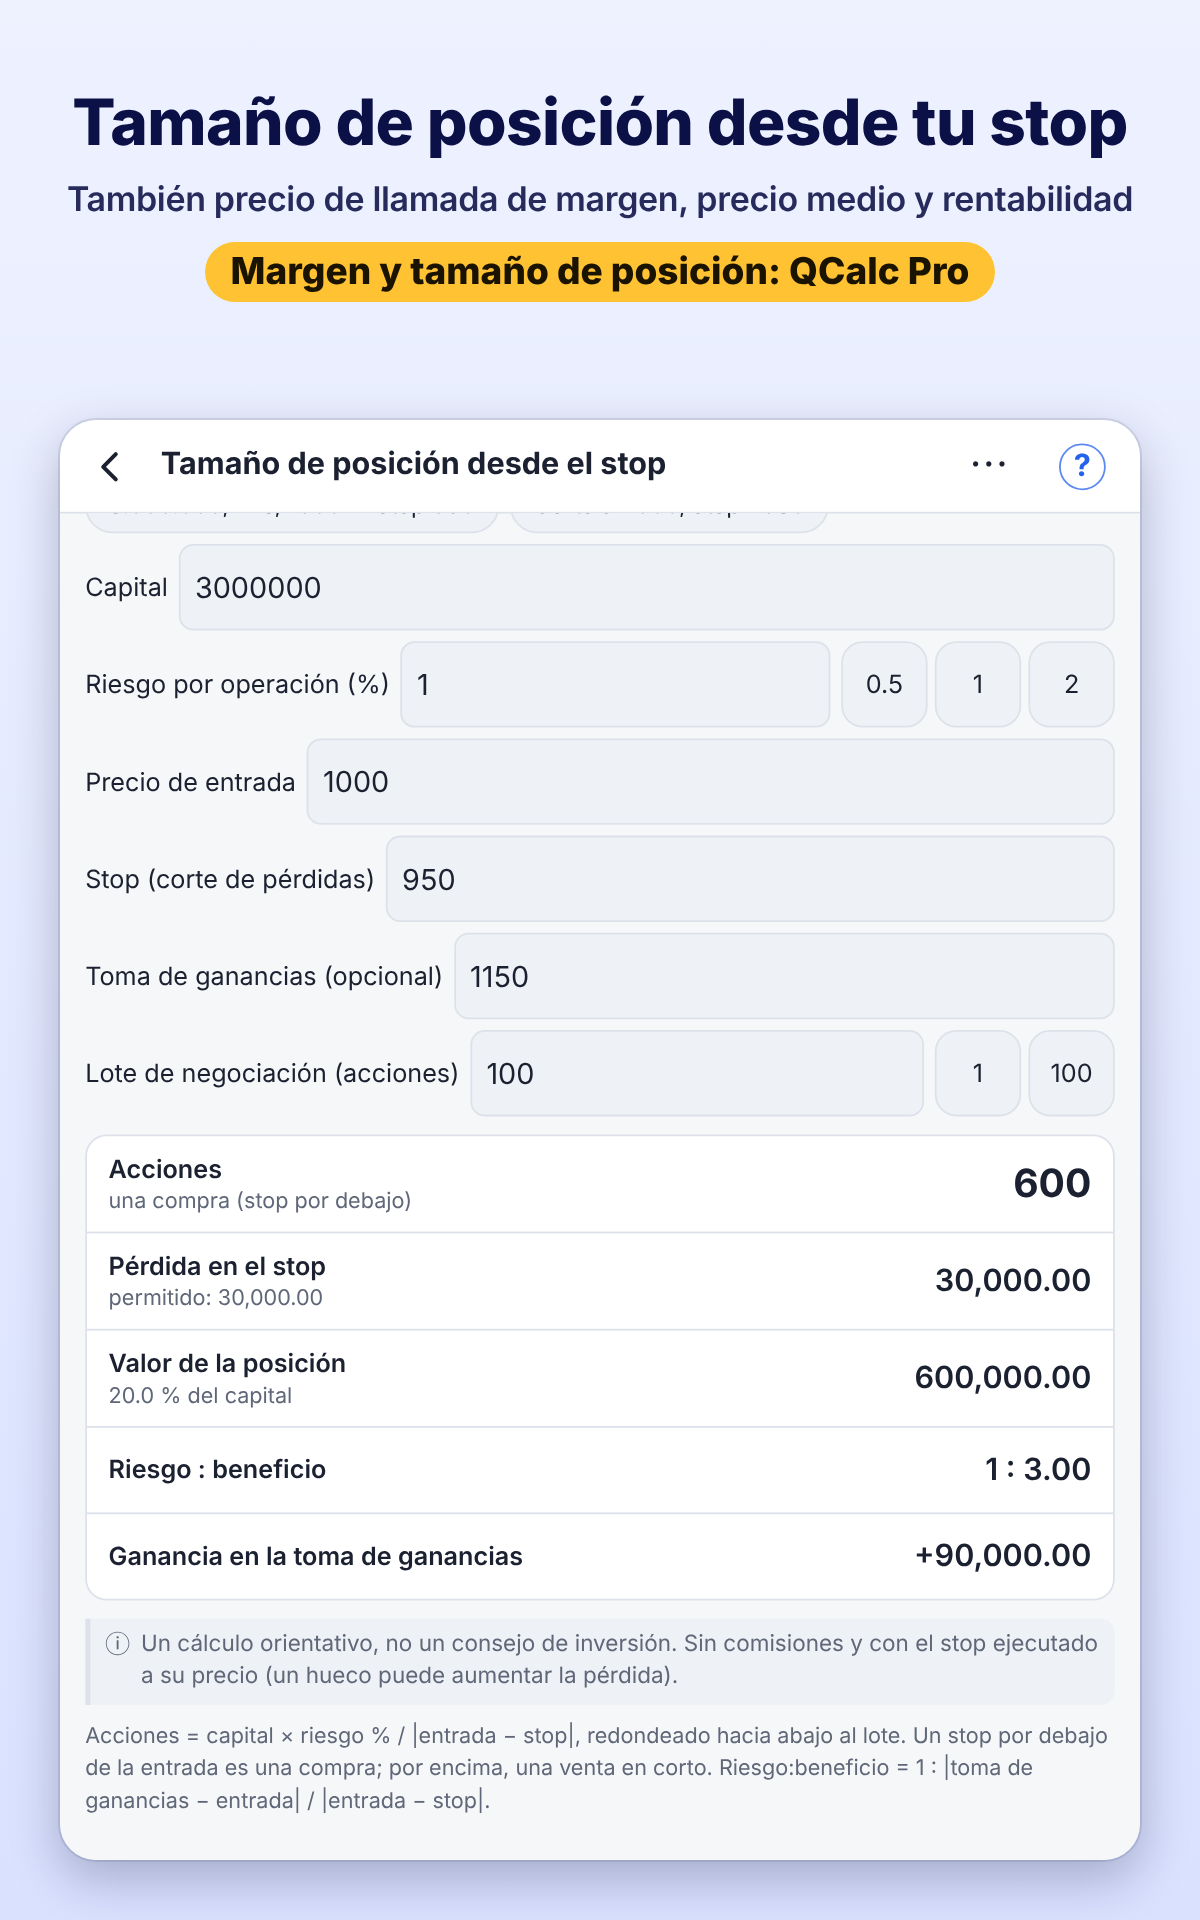 Tamaño de posición desde tu stop
También precio de llamada de margen, precio medio y rentabilidad
Margen y tamaño de posición: QCalc Pro
Tamaño de posición desde el stop
?
Capital 3000000
Riesgo por operación (%) 1 0.5 1 2
Precio de entrada 1000
Stop (corte de pérdidas) 950
Toma de ganancias (opcional) 1150
Lote de negociación (acciones) 100 1 100
Acciones 600
una compra (stop por debajo)
Pérdida en el stop 30,000.00
permitido: 30,000.00
Valor de la posición 600,000.00
20.0 % del capital
Riesgo : beneficio 1 : 3.00
Ganancia en la toma de ganancias +90,000.00
ⓘ Un cálculo orientativo, no un consejo de inversión. Sin comisiones y con el stop ejecutado
a su precio (un hueco puede aumentar la pérdida).
Acciones = capital × riesgo % / |entrada − stop|, redondeado hacia abajo al lote. Un stop por debajo
de la entrada es una compra; por encima, una venta en corto. Riesgo:beneficio = 1 : |toma de
ganancias − entrada| / |entrada − stop|.